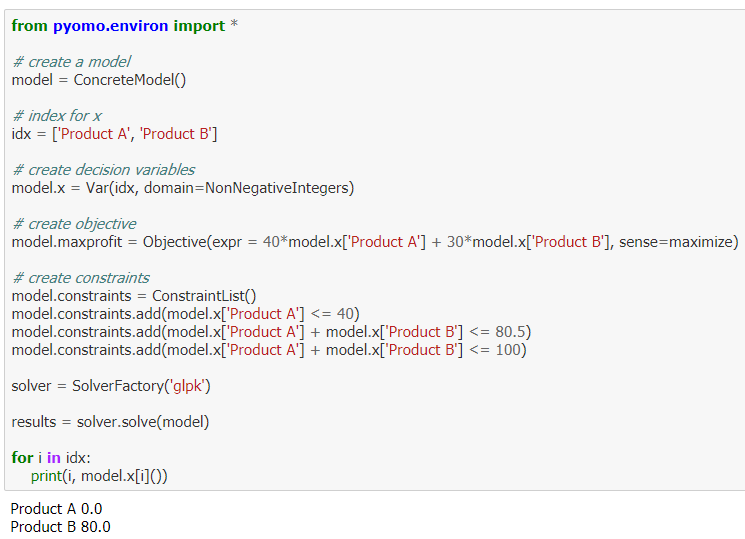 from pyomo.environ import *
# create a model
model = ConcreteModel()
# index for x
idx = ['Product A', 'Product B']
# create decision variables
model.x = Var(idx, domain=NonNegativeIntegers)
# create objective
model.maxprofit = Objective(expr = 40*model.x['Product A'] + 30*model.x['Product B'], sense=maximize)
# create constraints
model.constraints = ConstraintList()
model.constraints.add(model.x['Product A'] <= 40)
model.constraints.add(model.x['Product A'] + model.x['Product B'] <= 80.5)
model.constraints.add(model.x['Product A'] + model.x['Product B'] <= 100)
solver = SolverFactory('glpk')
results = solver.solve(model)
for i in idx:
    print(i, model.x[i]())
Product A 0.0
Product B 80.0